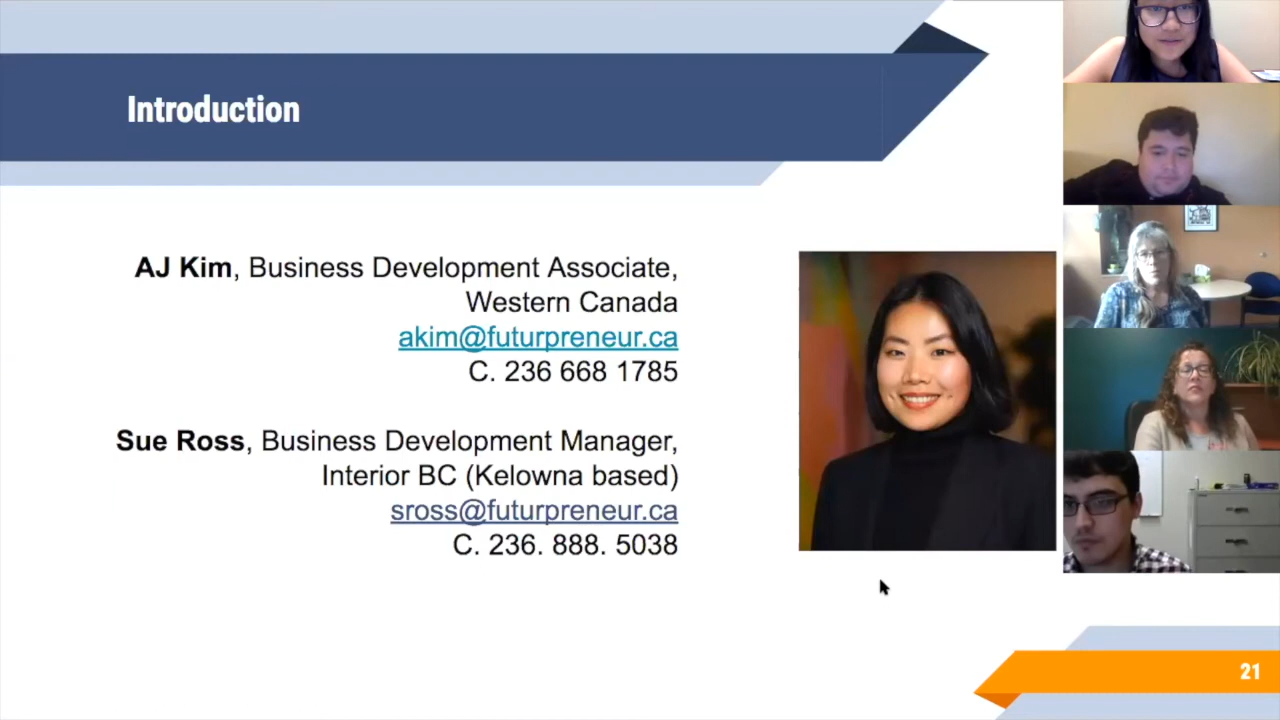 Introduction
AJ Kim, Business Development Associate,
Western Canada
akim@futurpreneur.ca
C. 236 668 1785
Sue Ross, Business Development Manager,
Interior BC (Kelowna based)
sross@futurpreneur.ca
C. 236. 888. 5038
21